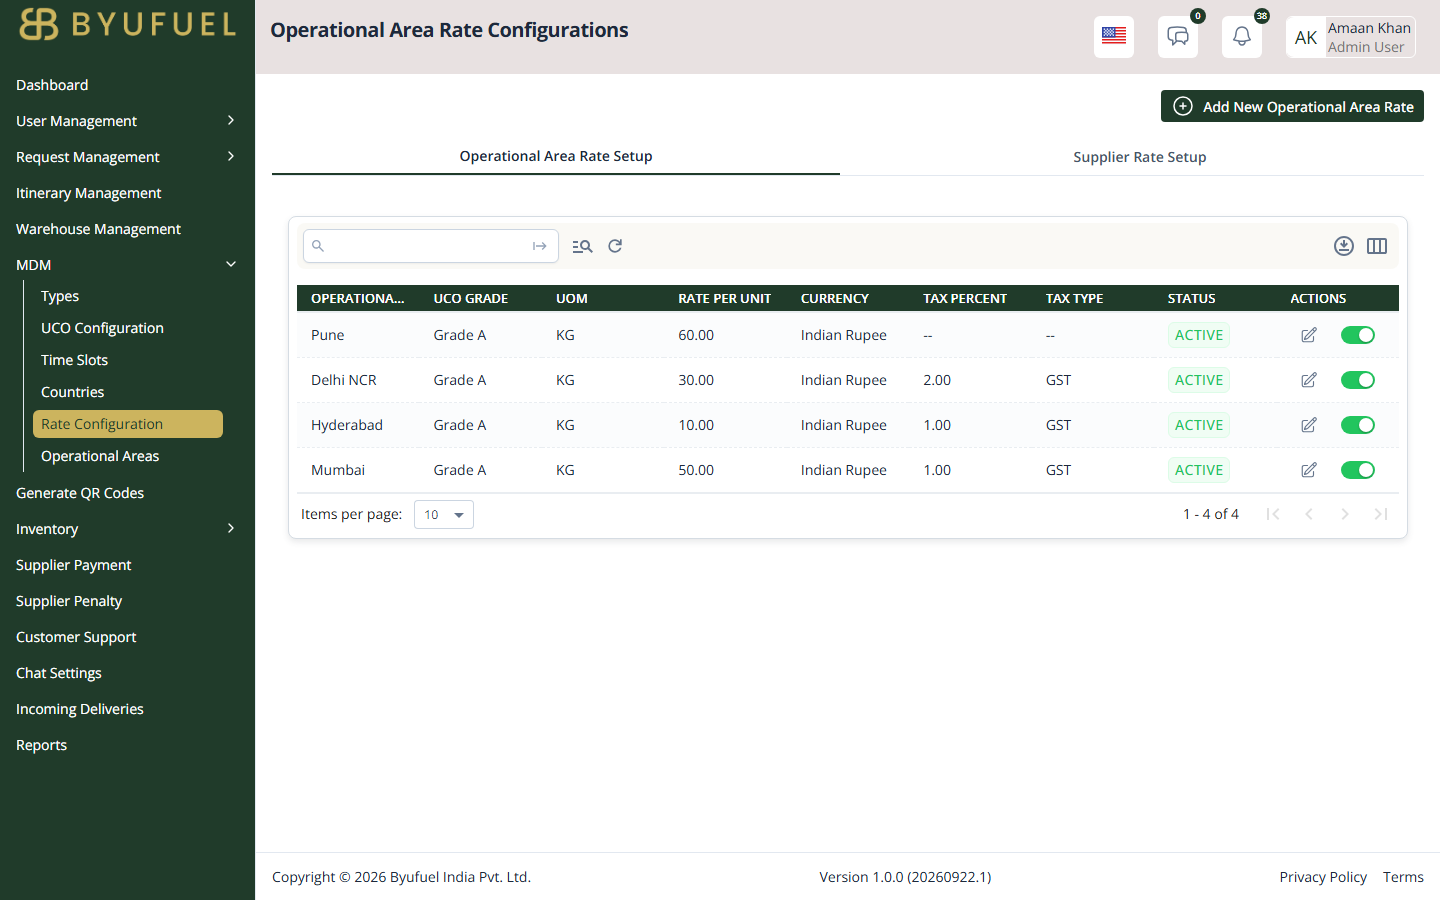 BYUFUEL
Operational Area Rate Configurations
0
38
AK
Amaan Khan
Admin User
Dashboard
User Management
Request Management
Itinerary Management
Warehouse Management
MDM
Types
UCO Configuration
Time Slots
Countries
Rate Configuration
Operational Areas
Generate QR Codes
Inventory
Supplier Payment
Supplier Penalty
Customer Support
Chat Settings
Incoming Deliveries
Reports
Add New Operational Area Rate
Operational Area Rate Setup
Supplier Rate Setup
OPERATIONA... UCO GRADE UOM RATE PER UNIT CURRENCY TAX PERCENT TAX TYPE STATUS ACTIONS
Pune Grade A KG 60.00 Indian Rupee -- -- ACTIVE
Delhi NCR Grade A KG 30.00 Indian Rupee 2.00 GST ACTIVE
Hyderabad Grade A KG 10.00 Indian Rupee 1.00 GST ACTIVE
Mumbai Grade A KG 50.00 Indian Rupee 1.00 GST ACTIVE
Items per page: 10 1 - 4 of 4
Copyright © 2026 Byufuel India Pvt. Ltd. Version 1.0.0 (20260922.1) Privacy Policy Terms